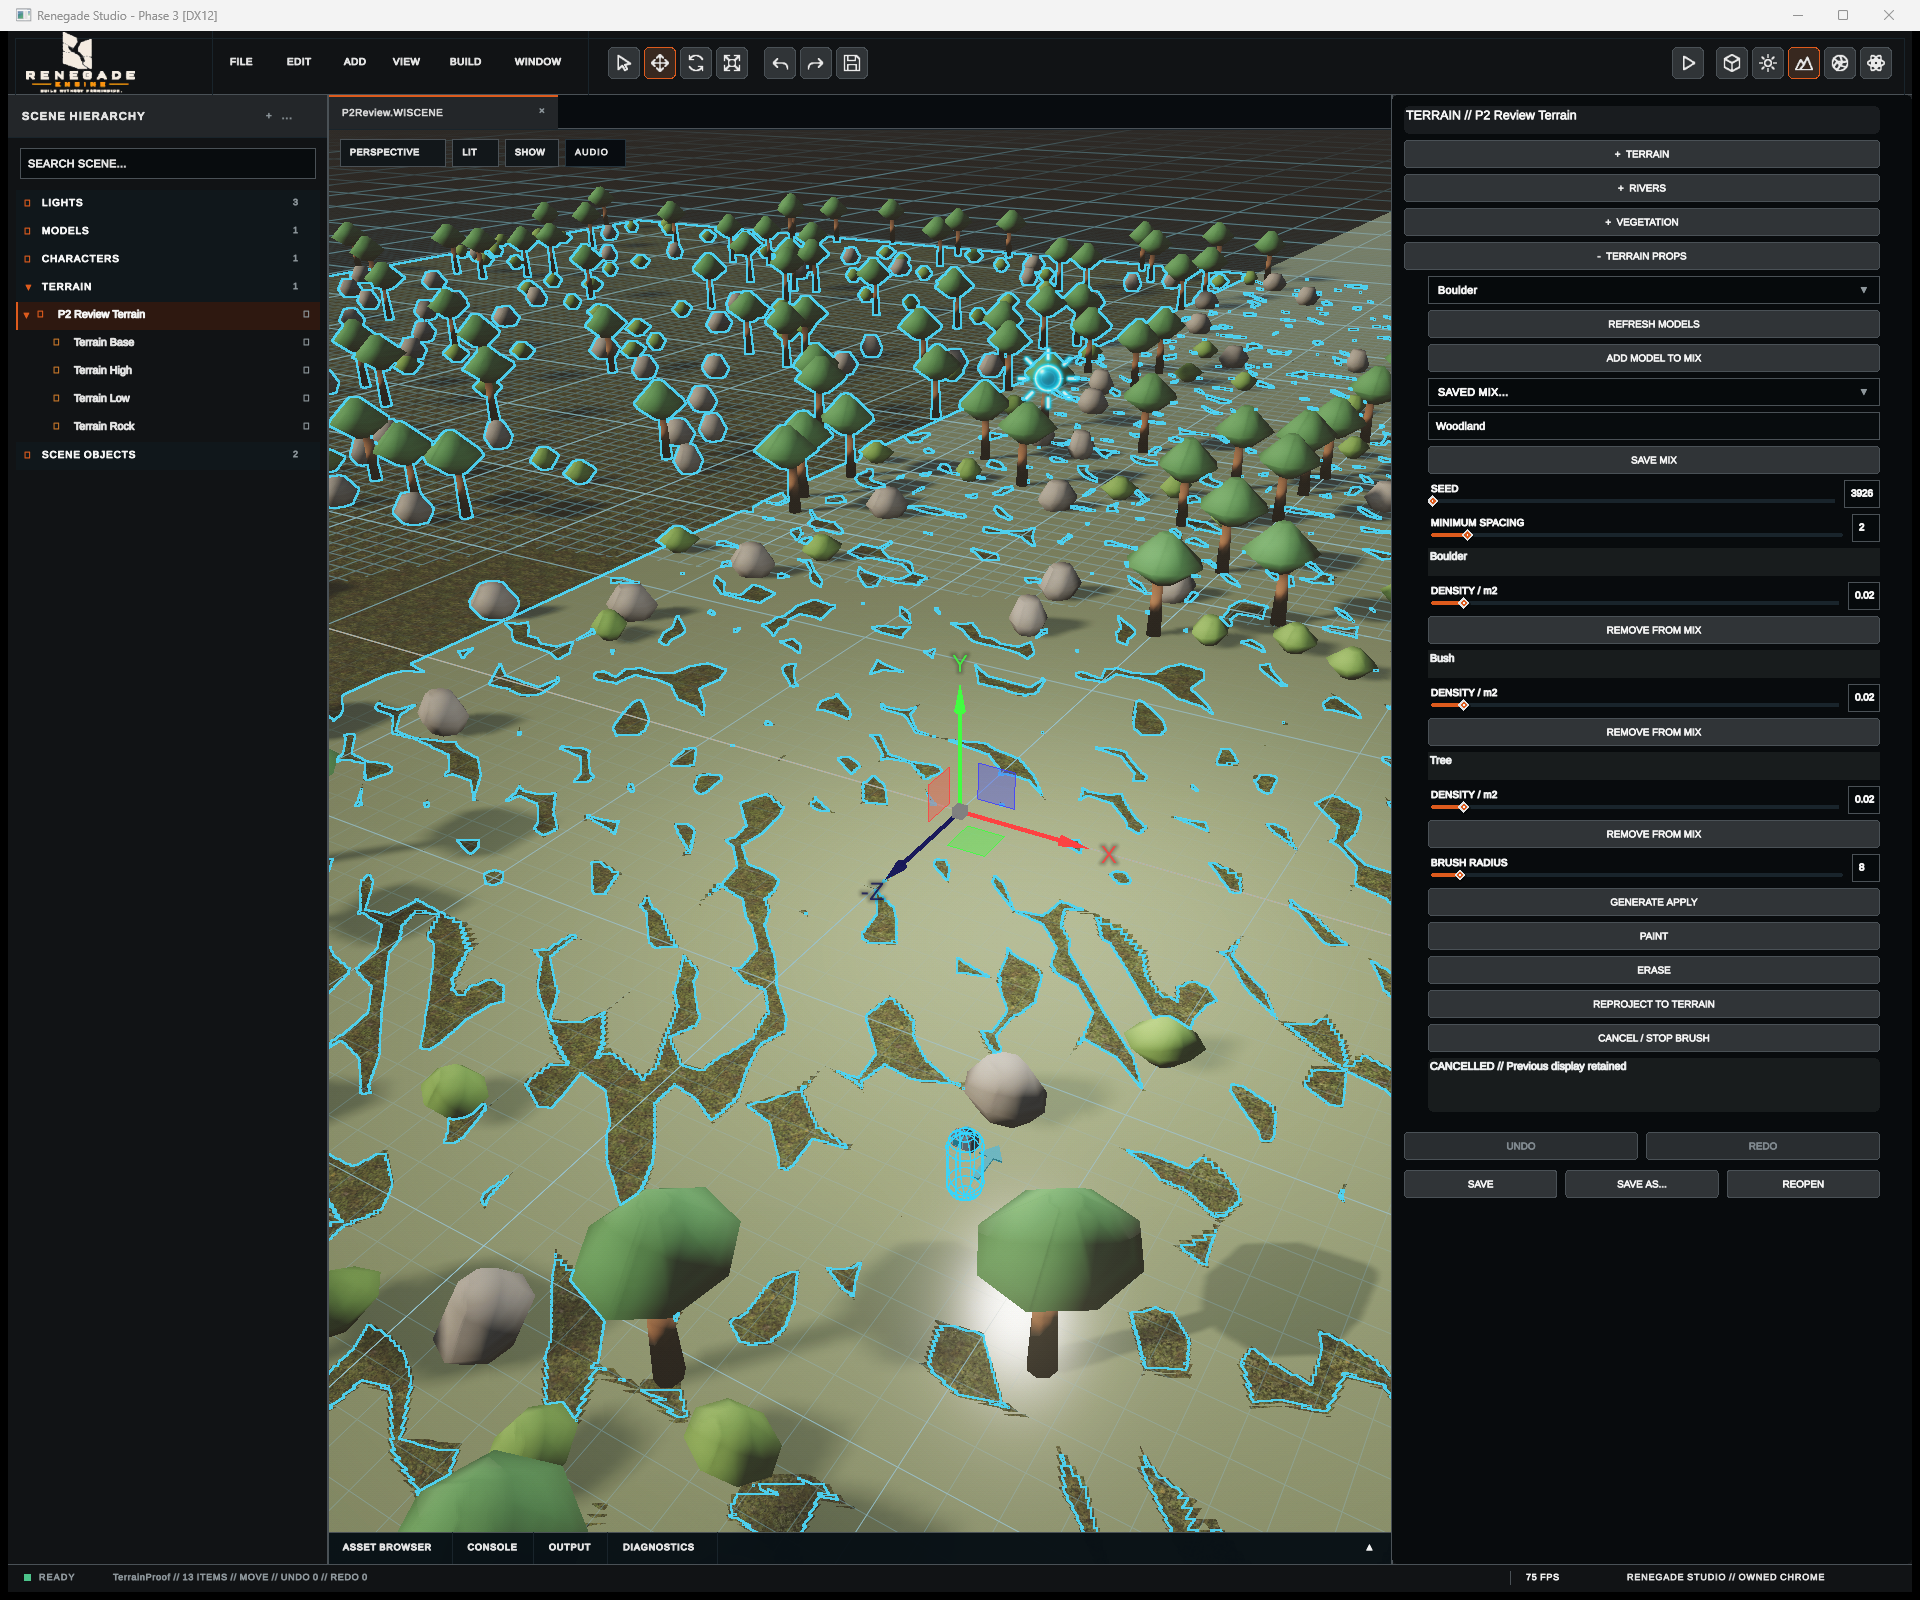 Renegade Studio - Phase 3 [DX12]
RENEGADE
ENGINE
BUILD WITHOUT PERMISSION.
FILE EDIT ADD VIEW BUILD WINDOW
SCENE HIERARCHY + ...
SEARCH SCENE...
LIGHTS 3
MODELS 1
CHARACTERS 1
TERRAIN 1
P2 Review Terrain
Terrain Base
Terrain High
Terrain Low
Terrain Rock
SCENE OBJECTS 2
P2Review.WISCENE ×
PERSPECTIVE LIT SHOW AUDIO
Y
X
-Z
TERRAIN // P2 Review Terrain
+ TERRAIN
+ RIVERS
+ VEGETATION
- TERRAIN PROPS
Boulder
REFRESH MODELS
ADD MODEL TO MIX
SAVED MIX...
Woodland
SAVE MIX
SEED 3926
MINIMUM SPACING 2
Boulder
DENSITY / m2 0.02
REMOVE FROM MIX
Bush
DENSITY / m2 0.02
REMOVE FROM MIX
Tree
DENSITY / m2 0.02
REMOVE FROM MIX
BRUSH RADIUS 8
GENERATE APPLY
PAINT
ERASE
REPROJECT TO TERRAIN
CANCEL / STOP BRUSH
CANCELLED // Previous display retained
UNDO REDO
SAVE SAVE AS... REOPEN
ASSET BROWSER CONSOLE OUTPUT DIAGNOSTICS
READY TerrainProof // 13 ITEMS // MOVE // UNDO 0 // REDO 0 75 FPS RENEGADE STUDIO // OWNED CHROME